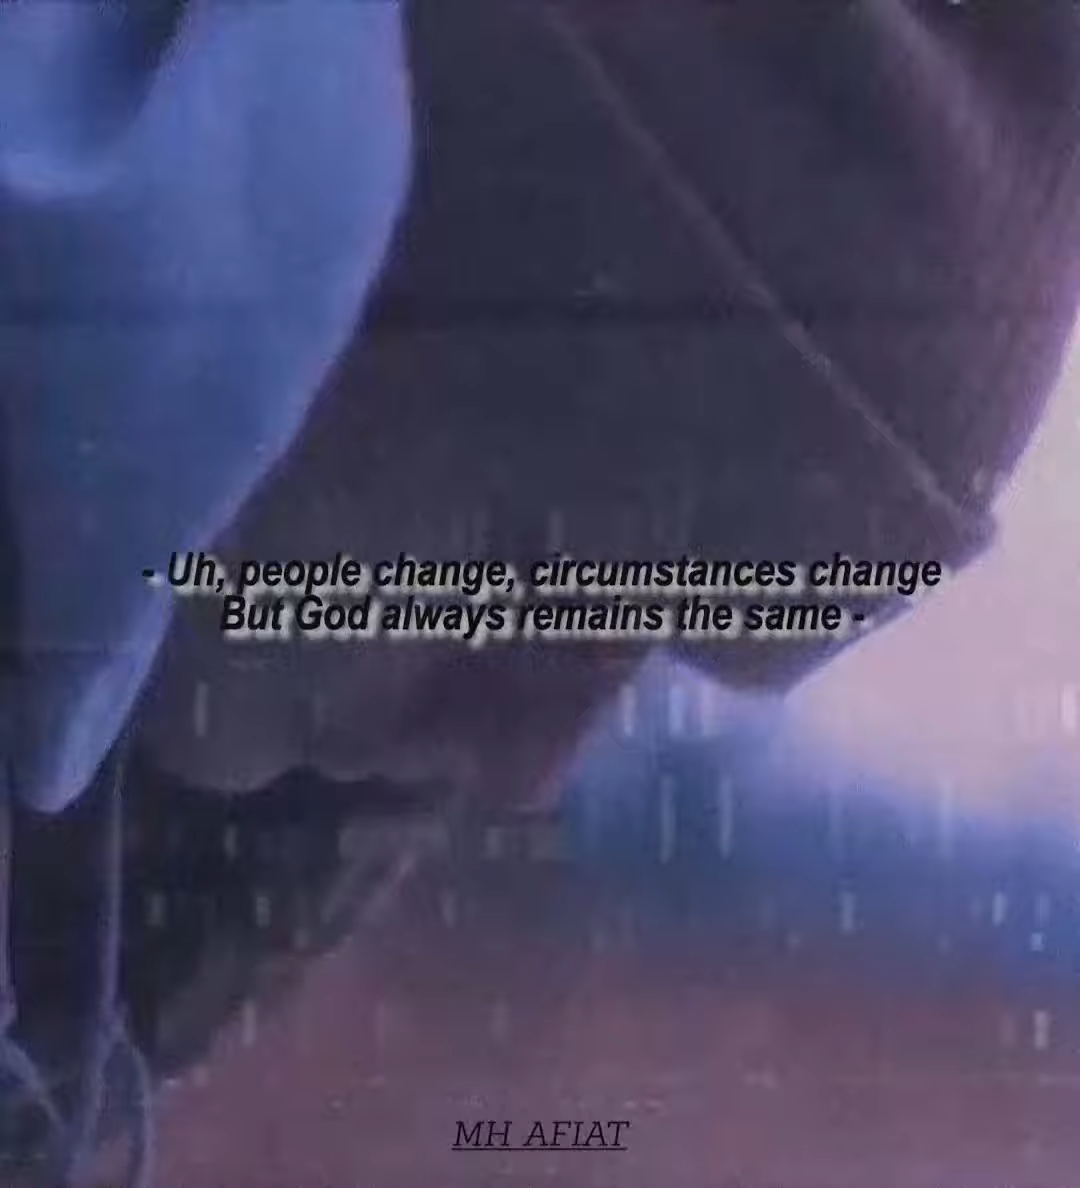 - Uh, people change, circumstances change
But God always remains the same -
MH AFIAT